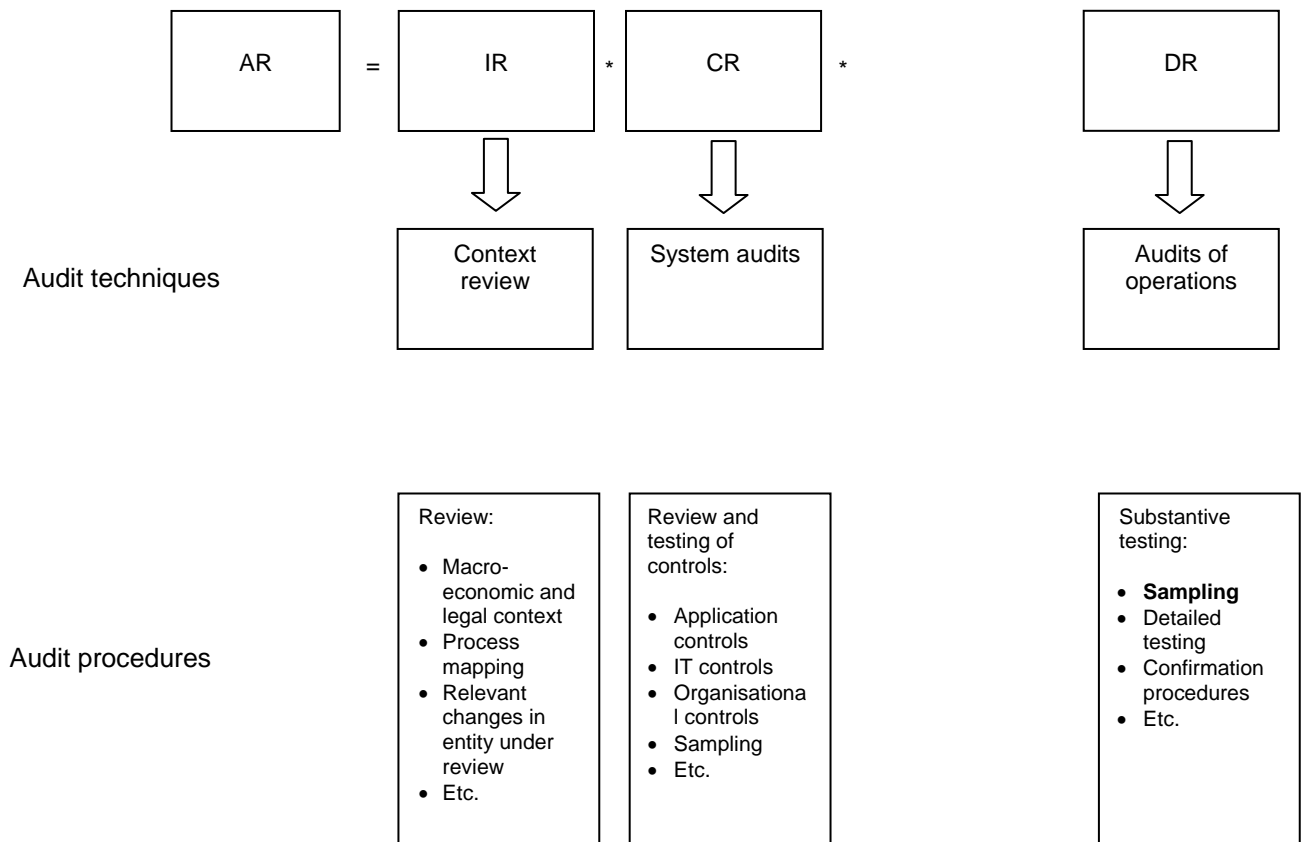 AR = IR * CR * DR
Context
review
System audits
Audits of
operations
Audit techniques
Audit procedures
Review:
• Macro-
economic and
legal context
• Process
mapping
• Relevant
changes in
entity under
review
• Etc.
Review and
testing of
controls:
• Application
controls
• IT controls
• Organisationa
l controls
• Sampling
• Etc.
Substantive
testing:
• Sampling
• Detailed
testing
• Confirmation
procedures
• Etc.